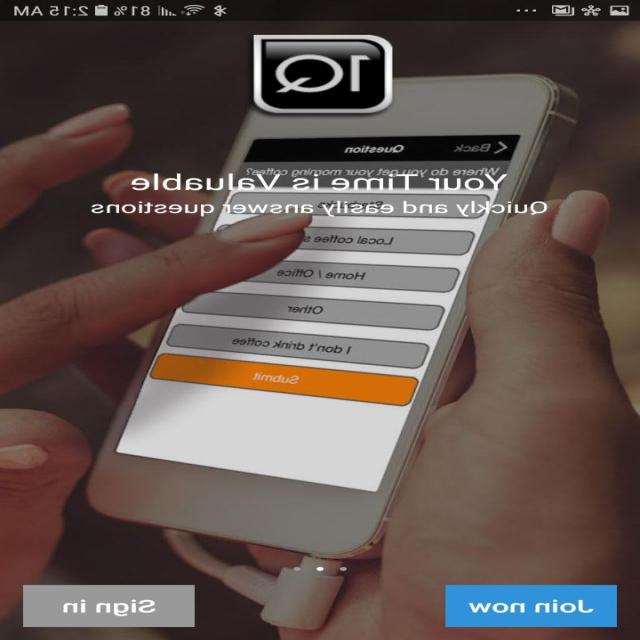 2:15 AM 81%
1Q
Back Question
Where do you get your morning coffee?
Your Time is Valuable
Quickly and easily answer questions
Local coffee
Home / Office
Other
I don't drink coffee
Submit
Join now Sign in